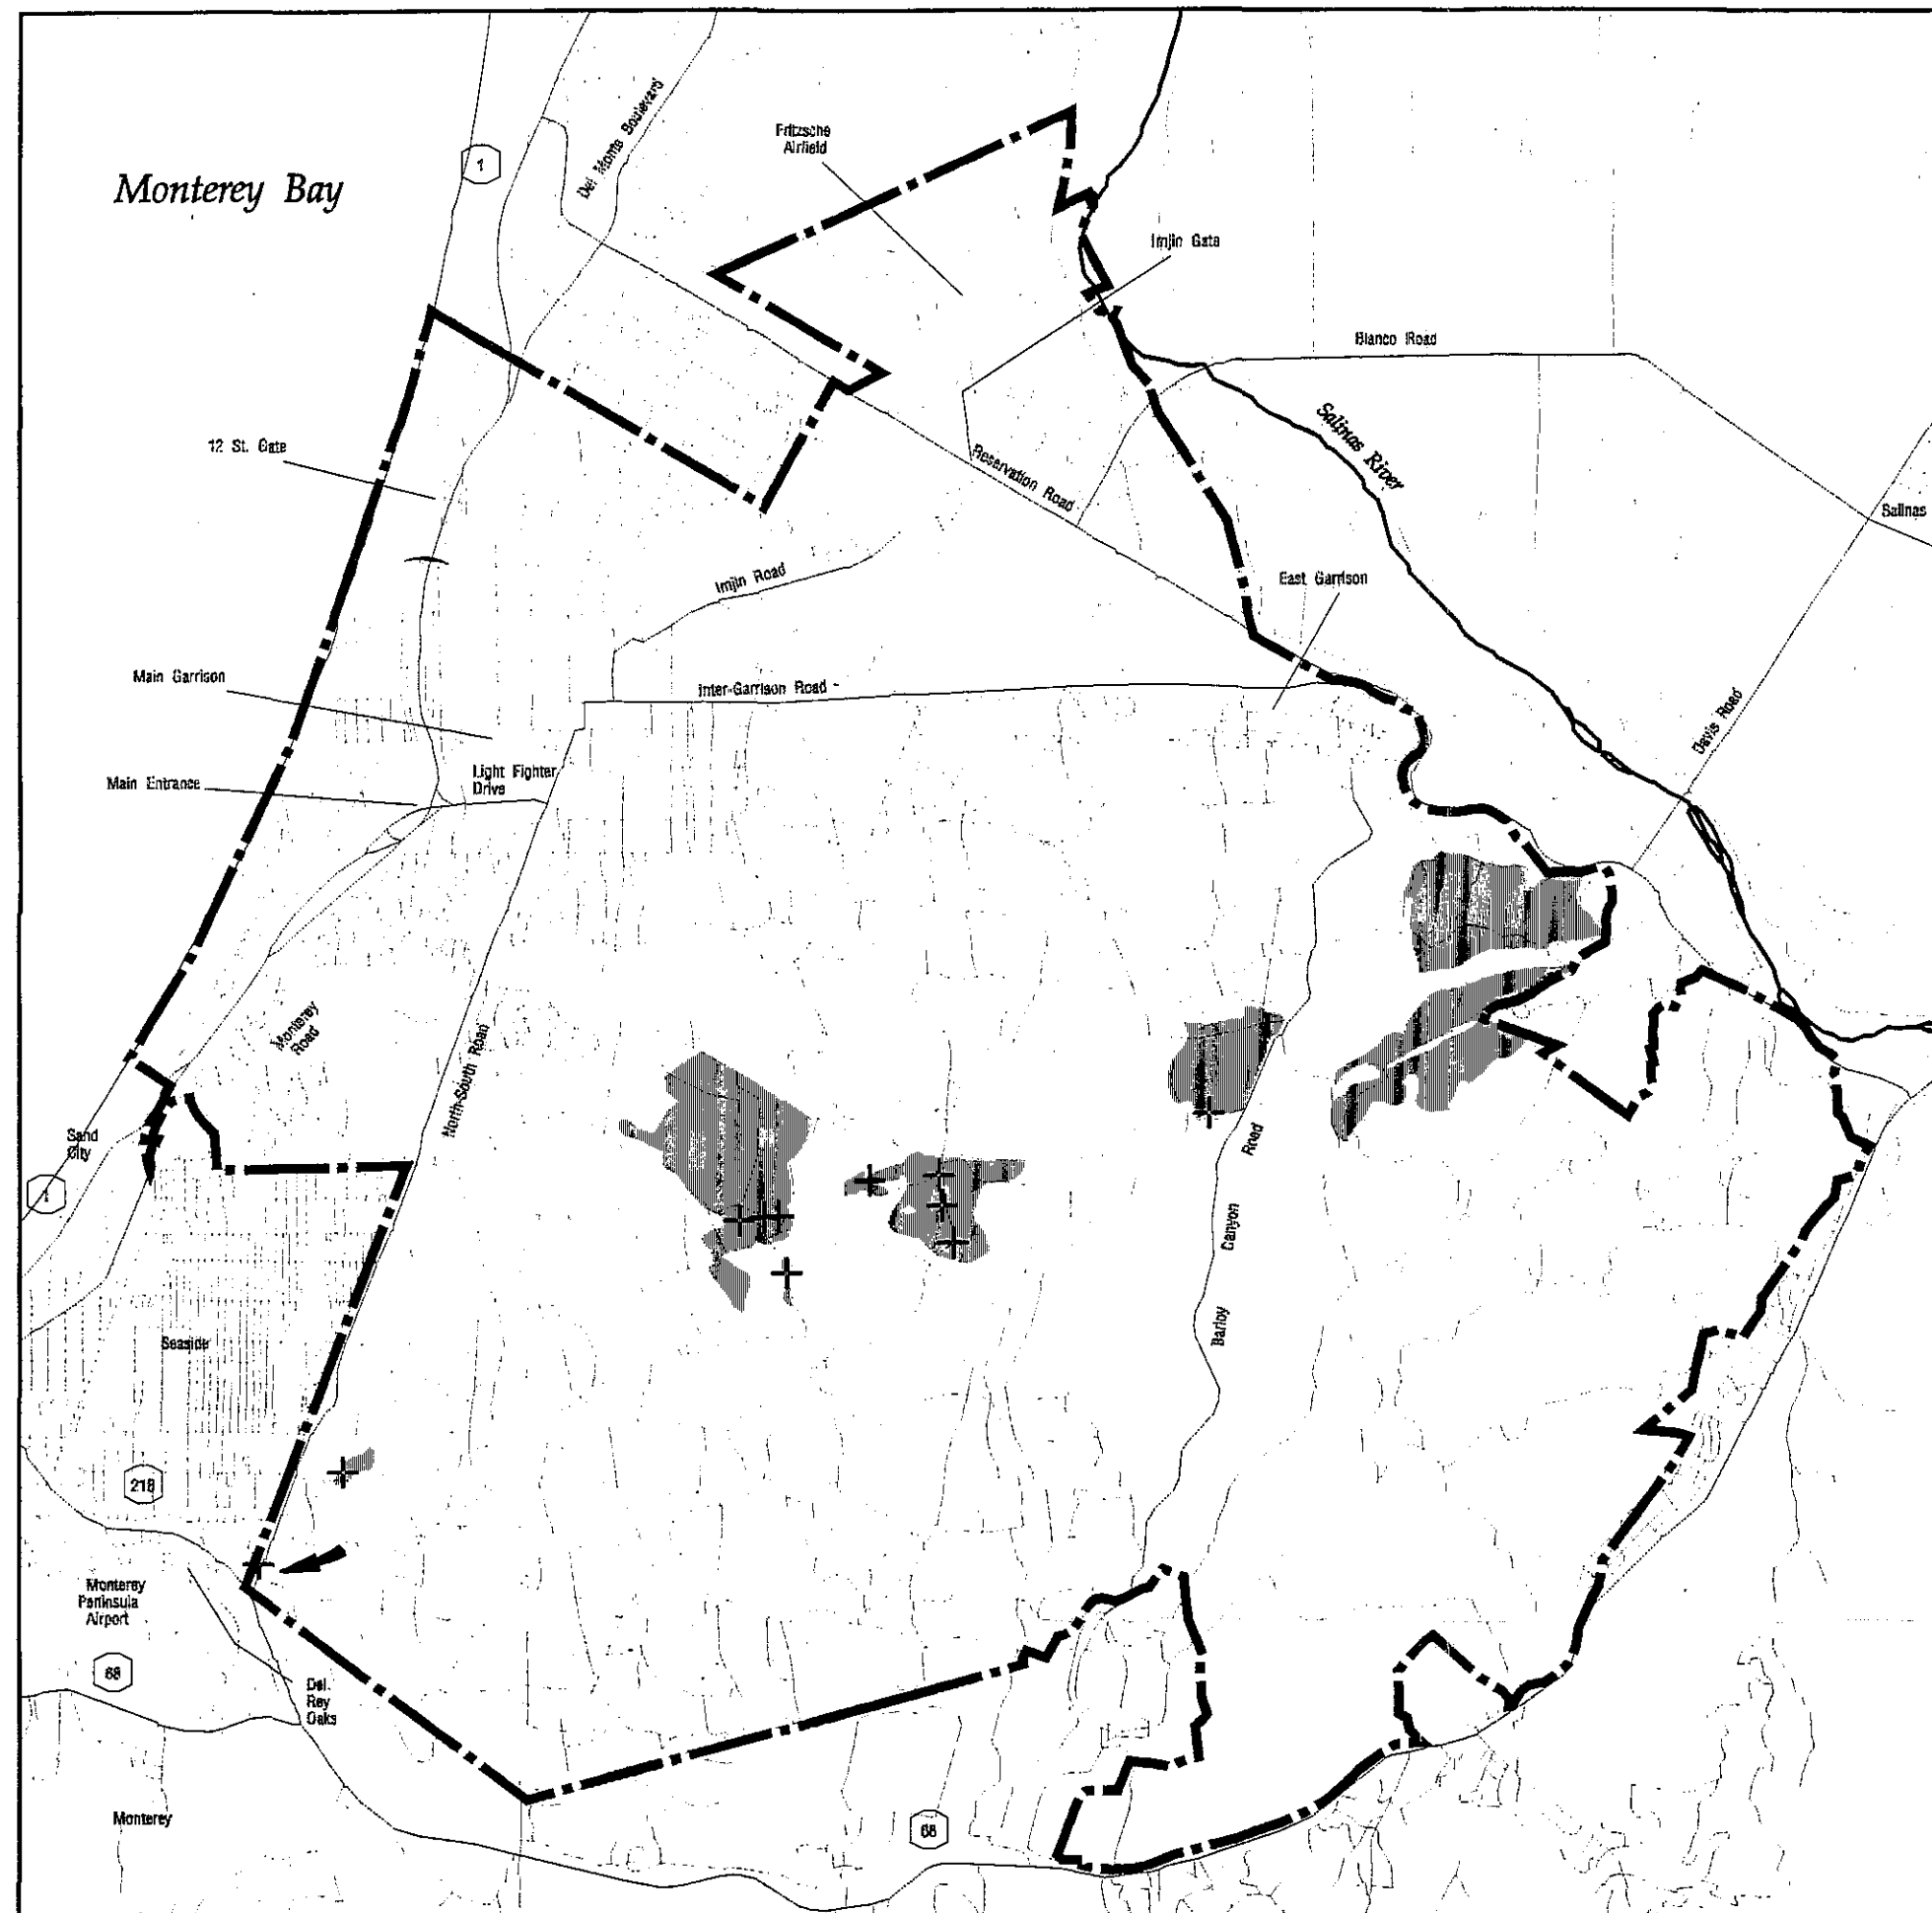 Monterey Bay
1
Del Monte Boulevard
Fritzsche
Airfield
Imjin Gate
Blanco Road
Salinas River
12 St. Gate
Reservation Road
Salinas
Imjin Road
East Garrison
Main Garrison
Inter-Garrison Road
Davis Road
Main Entrance
Light Fighter
Drive
Monterey
Road
North-South Road
Sand
City
1
Barloy Canyon Road
Seaside
218
Monterey
Peninsula
Airport
68
Del
Rey
Oaks
Monterey
68